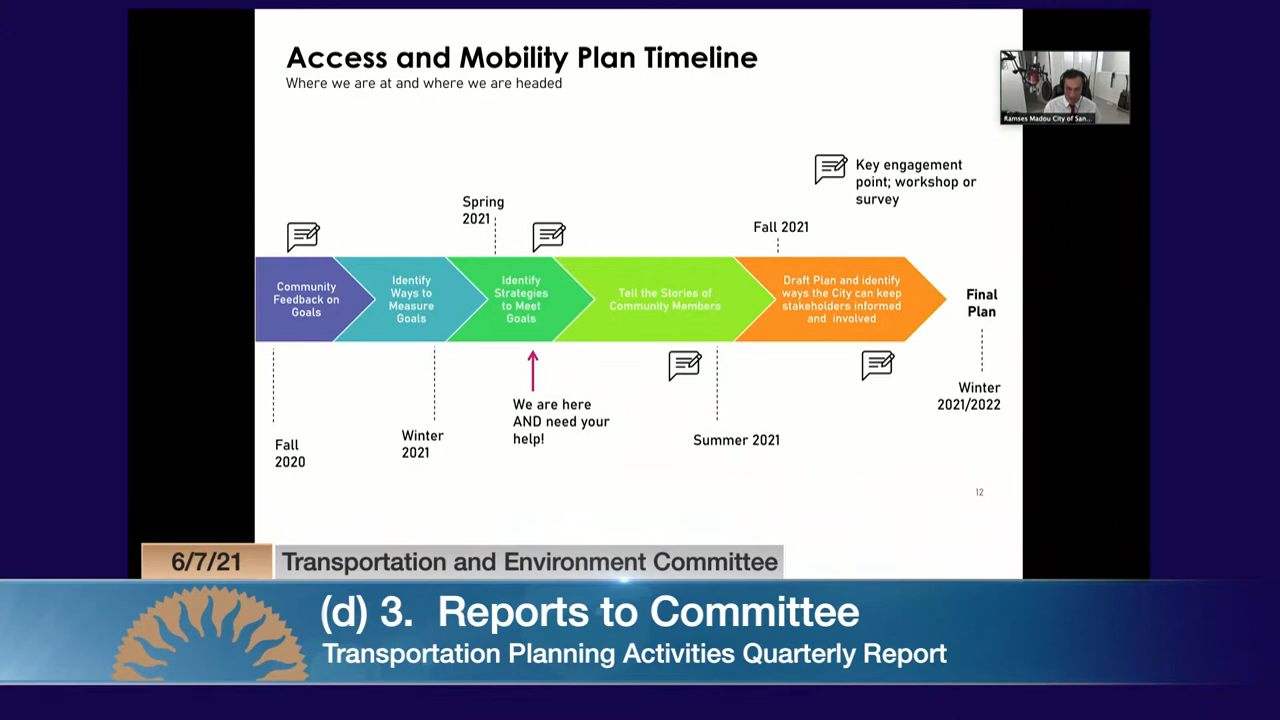 Access and Mobility Plan Timeline
Where we are at and where we are headed
Ramses Madou City of San...
Key engagement
point; workshop or
survey
Spring
2021
Fall 2021
Community
Feedback on
Goals
Identify
Ways to
Measure
Goals
Identify
Strategies
to Meet
Goals
Tell the Stories of
Community Members
Draft Plan and identify
ways the City can keep
stakeholders informed
and involved
Final
Plan
Fall
2020
Winter
2021
We are here
AND need your
help!
Summer 2021
Winter
2021/2022
12
6/7/21
Transportation and Environment Committee
(d) 3. Reports to Committee
Transportation Planning Activities Quarterly Report